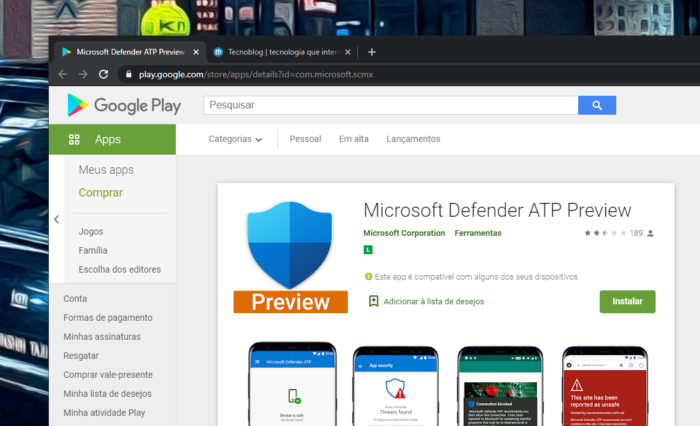 Microsoft Defender ATP Preview
Tecnoblog | tecnologia que inter
play.google.com/store/apps/details?id=com.microsoft.scmx
Google Play
Pesquisar
Apps
Categorias
Pessoal
Em alta
Lançamentos
Meus apps
Comprar
Jogos
Família
Escolha dos editores
Conta
Formas de pagamento
Minhas assinaturas
Resgatar
Comprar vale-presente
Minha lista de desejos
Minha atividade Play
Preview
Microsoft Defender ATP Preview
Microsoft Corporation
Ferramentas
189
L
Este app é compatível com alguns dos seus dispositivos.
Adicionar à lista de desejos
Instalar
Microsoft Defender ATP
Device is safe
App security
Threats found
Connection blocked
This site has been
reported as unsafe